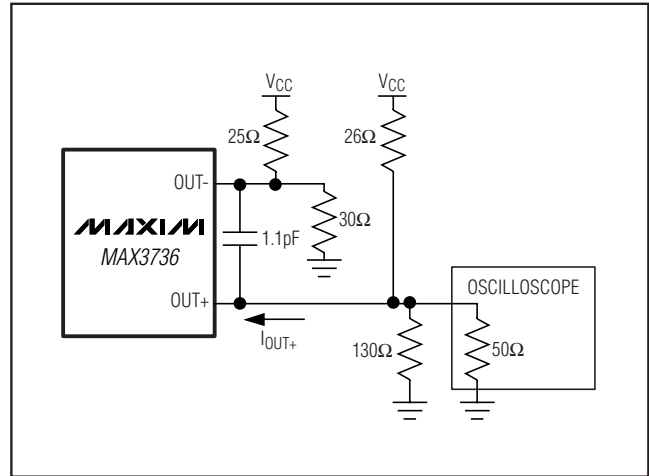 VCC
VCC
25Ω
26Ω
OUT-
MAXIM
MAX3736
1.1pF
30Ω
OSCILLOSCOPE
OUT+
IOUT+
130Ω
50Ω